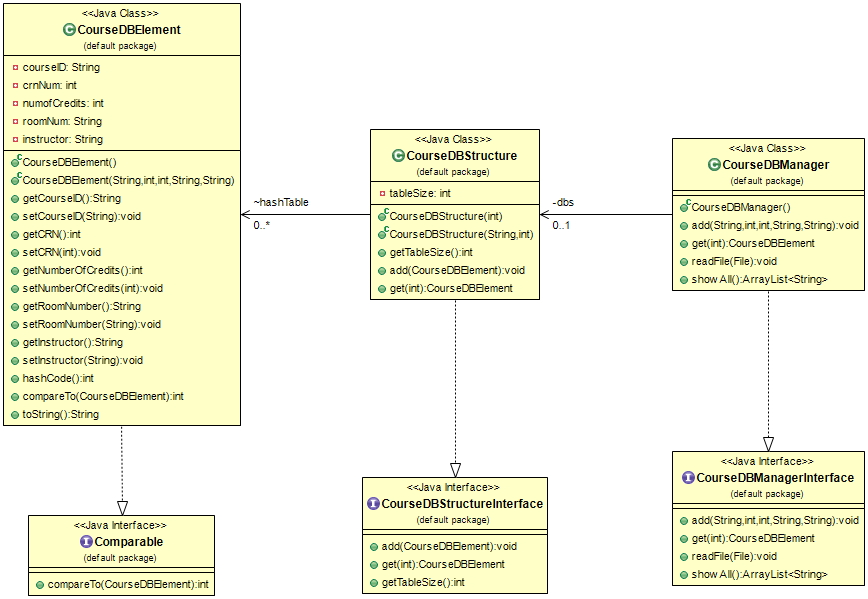 <<Java Class>>
CourseDBElement
(default package)
courseID: String
crnNum: int
numofCredits: int
roomNum: String
instructor: String
CourseDBElement()
CourseDBElement(String,int,int,String,String)
getCourseID():String
setCourseID(String):void
getCRN():int
setCRN(int):void
getNumberOfCredits():int
setNumberOfCredits(int):void
getRoomNumber():String
setRoomNumber(String):void
getInstructor():String
setInstructor(String):void
hashCode():int
compareTo(CourseDBElement):int
toString():String
~hashTable
0..*
<<Java Class>>
CourseDBStructure
(default package)
tableSize: int
CourseDBStructure(int)
CourseDBStructure(String,int)
getTableSize():int
add(CourseDBElement):void
get(int):CourseDBElement
-dbs
0..1
<<Java Class>>
CourseDBManager
(default package)
CourseDBManager()
add(String,int,int,String,String):void
get(int):CourseDBElement
readFile(File):void
showAll():ArrayList<String>
<<Java Interface>>
Comparable
(default package)
compareTo(CourseDBElement):int
<<Java Interface>>
CourseDBStructureInterface
(default package)
add(CourseDBElement):void
get(int):CourseDBElement
getTableSize():int
<<Java Interface>>
CourseDBManagerInterface
(default package)
add(String,int,int,String,String):void
get(int):CourseDBElement
readFile(File):void
showAll():ArrayList<String>